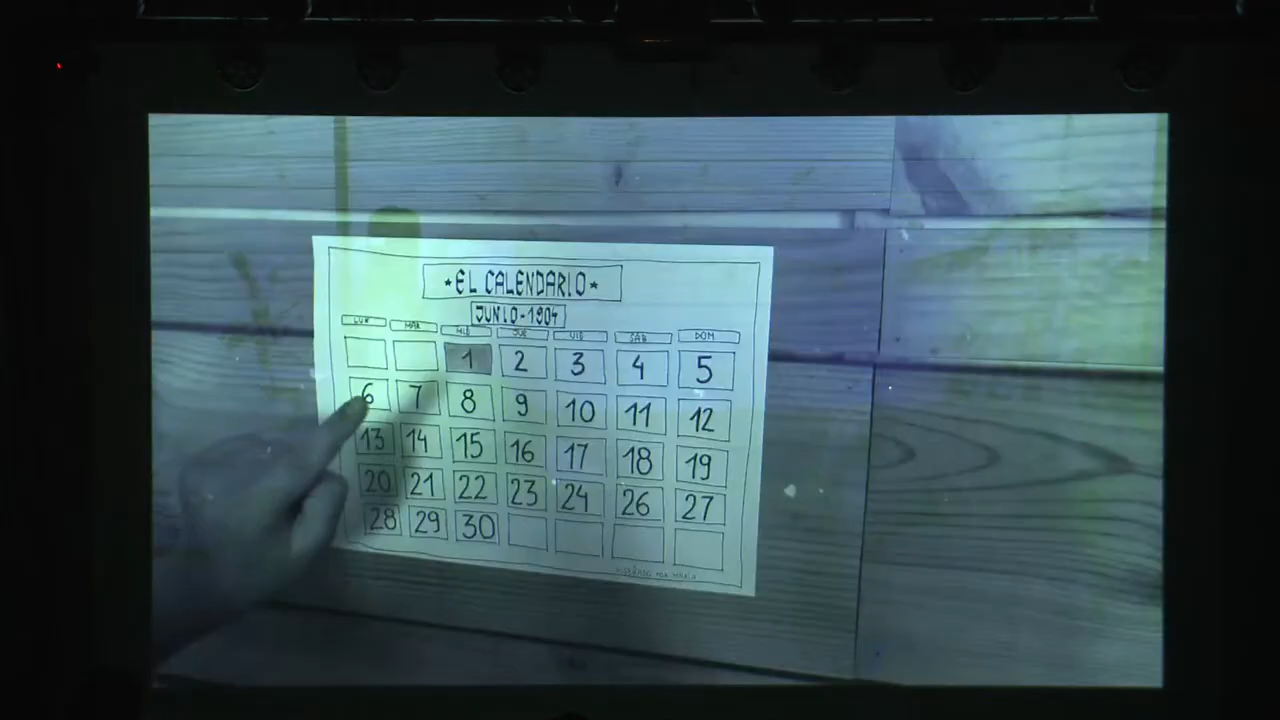 ★EL CALENDARIO★
JUNIO-1904
LUN MAR MIE JUE VIE SAB DOM
1 2 3 4 5
6 7 8 9 10 11 12
13 14 15 16 17 18 19
20 21 22 23 24 26 27
28 29 30